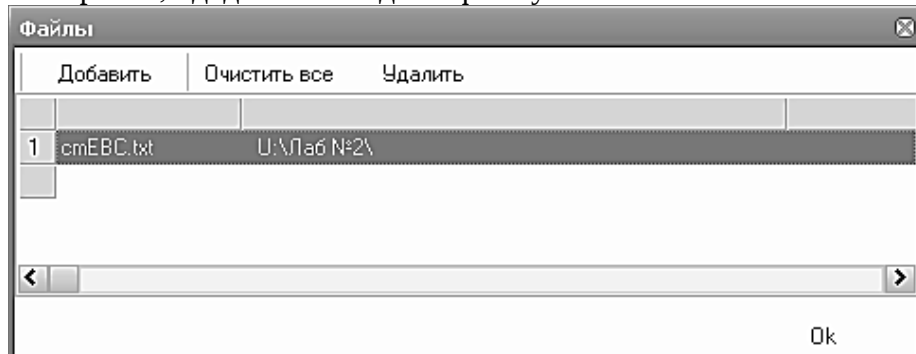 Файлы
Добавить Очистить все Удалить
1 cmEBC.txt U:\Лаб №2\
Ok